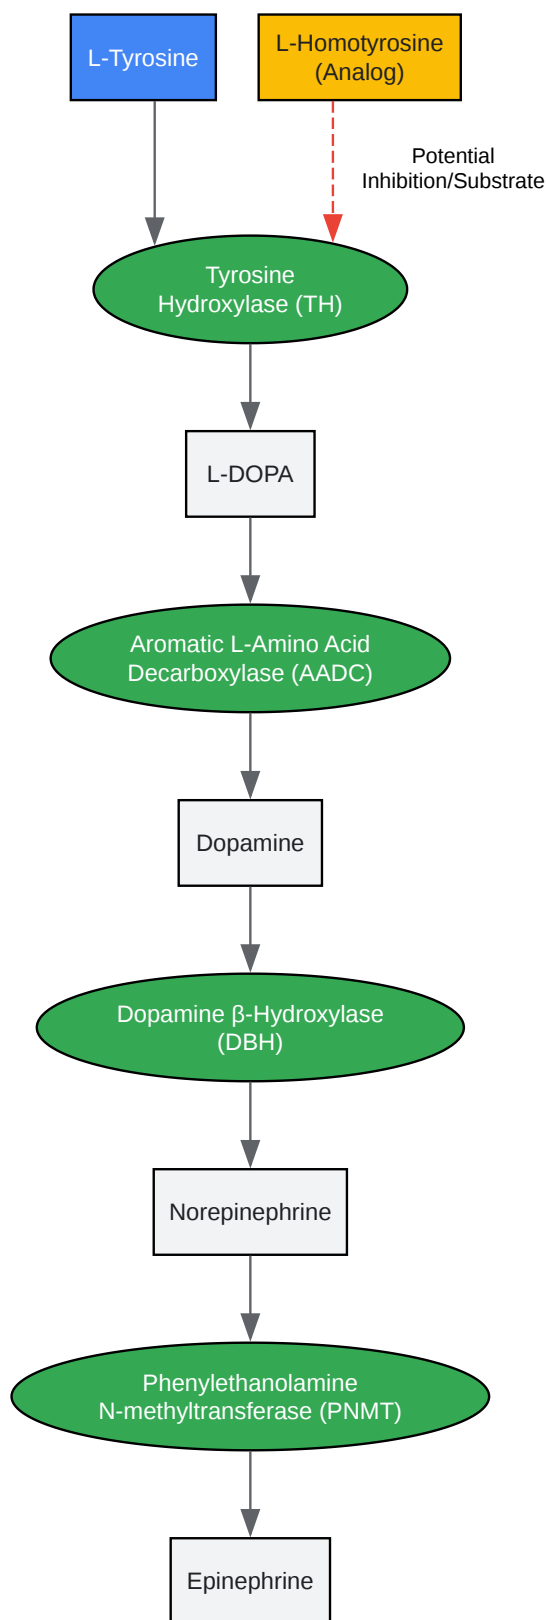 L-Tyrosine
L-Homotyrosine
(Analog)
Potential
Inhibition/Substrate
Tyrosine
Hydroxylase (TH)
L-DOPA
Aromatic L-Amino Acid
Decarboxylase (AADC)
Dopamine
Dopamine β-Hydroxylase
(DBH)
Norepinephrine
Phenylethanolamine
N-methyltransferase (PNMT)
Epinephrine